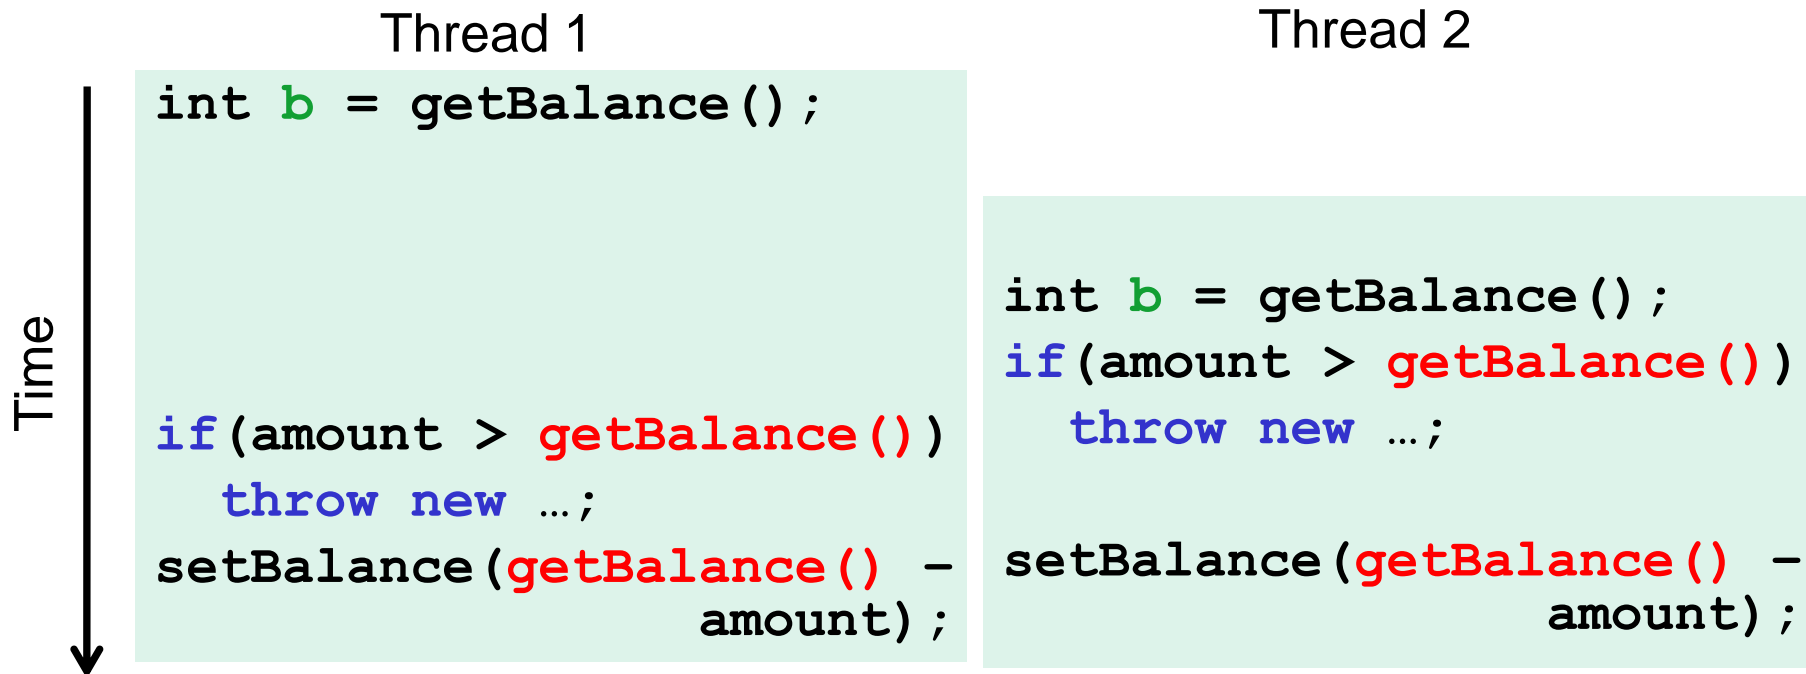 Thread 1
Thread 2
Time
int b = getBalance();
if(amount > getBalance())
  throw new …;
setBalance(getBalance() –
amount);
int b = getBalance();
if(amount > getBalance())
  throw new …;
setBalance(getBalance() –
amount);